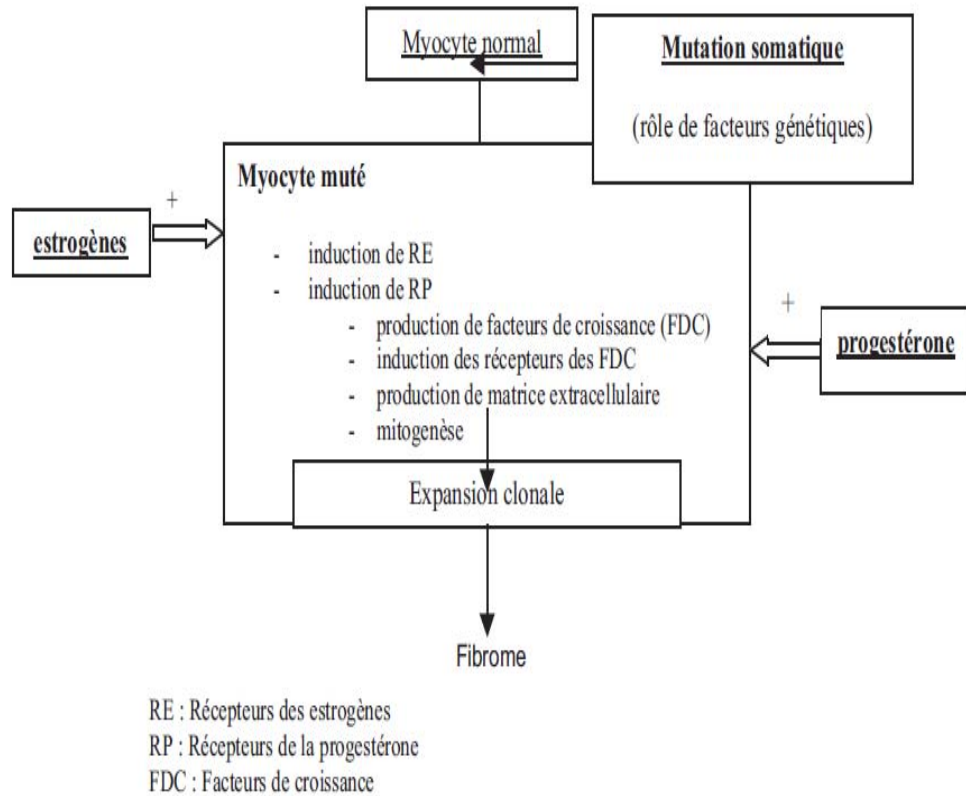 Myocyte normal
Mutation somatique
(rôle de facteurs génétiques)
Myocyte muté
+
estrogènes
- induction de RE
- induction de RP
- production de facteurs de croissance (FDC)
- induction des récepteurs des FDC
- production de matrice extracellulaire
- mitogenèse
+
progestérone
Expansion clonale
Fibrome
RE : Récepteurs des estrogènes
RP : Récepteurs de la progestérone
FDC : Facteurs de croissance